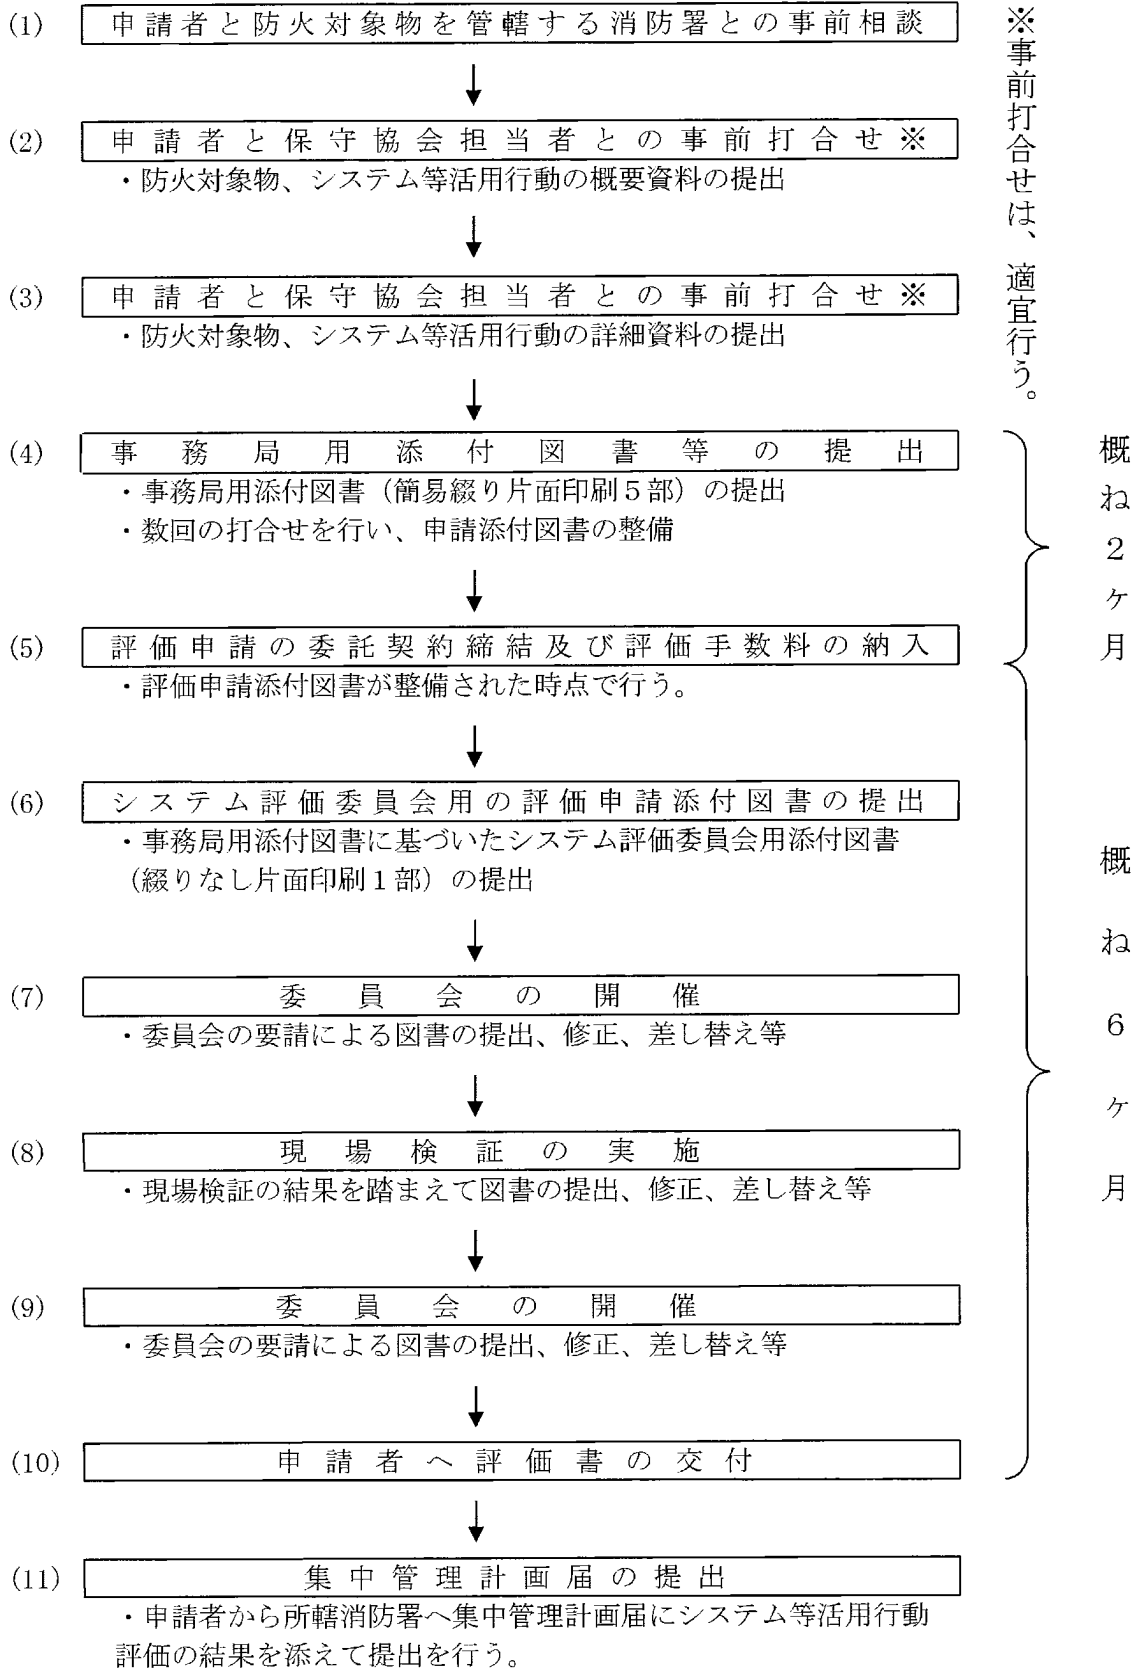 (1) 申請者と防火対象物を管轄する消防署との事前相談
(2) 申請者と保守協会担当者との事前打合せ※
・防火対象物、システム等活用行動の概要資料の提出
(3) 申請者と保守協会担当者との事前打合せ※
・防火対象物、システム等活用行動の詳細資料の提出
※事前打合せは、適宜行う。
(4) 事務局用添付図書等の提出
・事務局用添付図書（簡易綴り片面印刷５部）の提出
・数回の打合せを行い、申請添付図書の整備
概ね２ヶ月
(5) 評価申請の委託契約締結及び評価手数料の納入
・評価申請添付図書が整備された時点で行う。
(6) システム評価委員会用の評価申請添付図書の提出
・事務局用添付図書に基づいたシステム評価委員会用添付図書
（綴りなし片面印刷１部）の提出
(7) 委員会の開催
・委員会の要請による図書の提出、修正、差し替え等
概ね６ヶ月
(8) 現場検証の実施
・現場検証の結果を踏まえて図書の提出、修正、差し替え等
(9) 委員会の開催
・委員会の要請による図書の提出、修正、差し替え等
(10) 申請者へ評価書の交付
(11) 集中管理計画届の提出
・申請者から所轄消防署へ集中管理計画届にシステム等活用行動
評価の結果を添えて提出を行う。